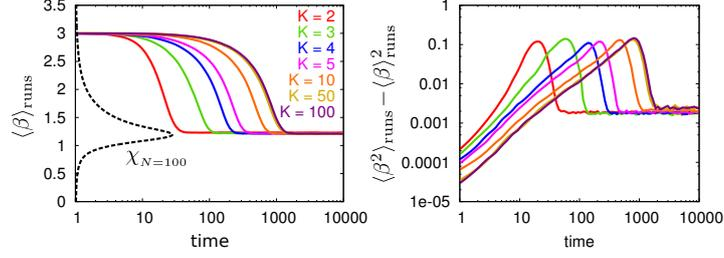 ⟨β⟩runs
3.5
3
2.5
2
1.5
1
0.5
0
K = 2
K = 3
K = 4
K = 5
K = 10
K = 50
K = 100
χN=100
1 10 100 1000 10000
time
⟨β²⟩runs − ⟨β⟩²runs
1
0.1
0.01
0.001
0.0001
1e-05
1 10 100 1000 10000
time